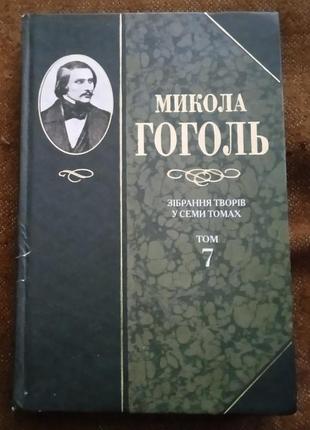 МИКОЛА
ГОГОЛЬ
ЗІБРАННЯ ТВОРІВ
У СЕМИ ТОМАХ
ТОМ
7